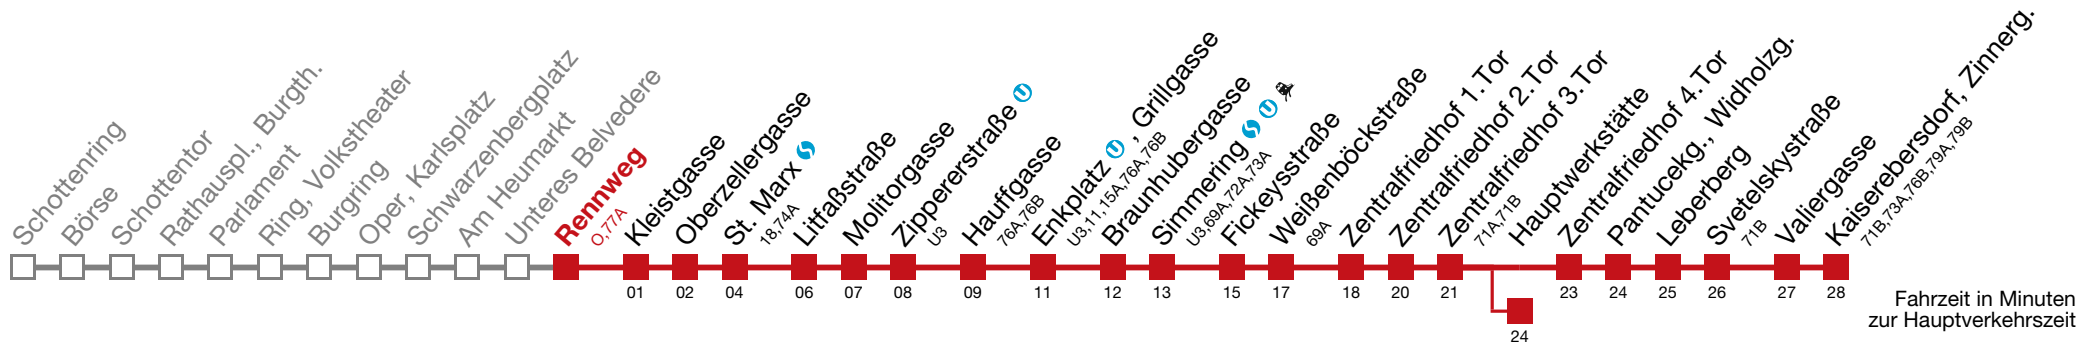 Schottenring
Börse
Schottentor
Rathauspl., Burgth.
Parlament
Ring, Volkstheater
Burgring
Oper, Karlsplatz
Schwarzenbergplatz
Am Heumarkt
Unteres Belvedere
Rennweg
O,77A
Kleistgasse
Oberzellergasse
St. Marx
18,74A
Litfaßstraße
Molitorgasse
Zippererstraße U
U3
Hauffgasse
76A,76B
Enkplatz U , Grillgasse
U3,11,15A,76A,76B
Braunhubergasse
Simmering U
U3,69A,72A,73A
Fickeysstraße
Weißenböckstraße
69A
Zentralfriedhof 1.Tor
Zentralfriedhof 2.Tor
Zentralfriedhof 3.Tor
71A,71B
Hauptwerkstätte
Zentralfriedhof 4.Tor
Pantucekg., Widholzg.
Leberberg
Svetelskystraße
71B
Valiergasse
Kaiserebersdorf, Zinnerg.
71B,73A,76B,79A,79B
01 02 04 06 07 08 09 11 12 13 15 17 18 20 21 23 24 25 26 27 28
24
Fahrzeit in Minuten
zur Hauptverkehrszeit